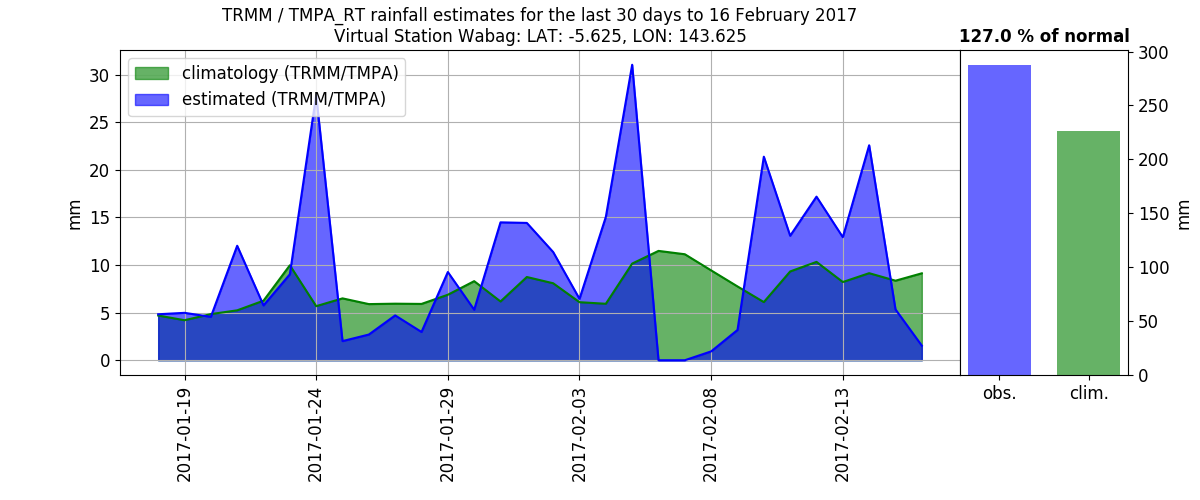 TRMM / TMPA_RT rainfall estimates for the last 30 days to 16 February 2017
Virtual Station Wabag: LAT: -5.625, LON: 143.625
127.0 % of normal
climatology (TRMM/TMPA)
estimated (TRMM/TMPA)
mm
30
25
20
15
10
5
0
2017-01-19
2017-01-24
2017-01-29
2017-02-03
2017-02-08
2017-02-13
300
250
200
150
100
50
0
mm
obs.
clim.